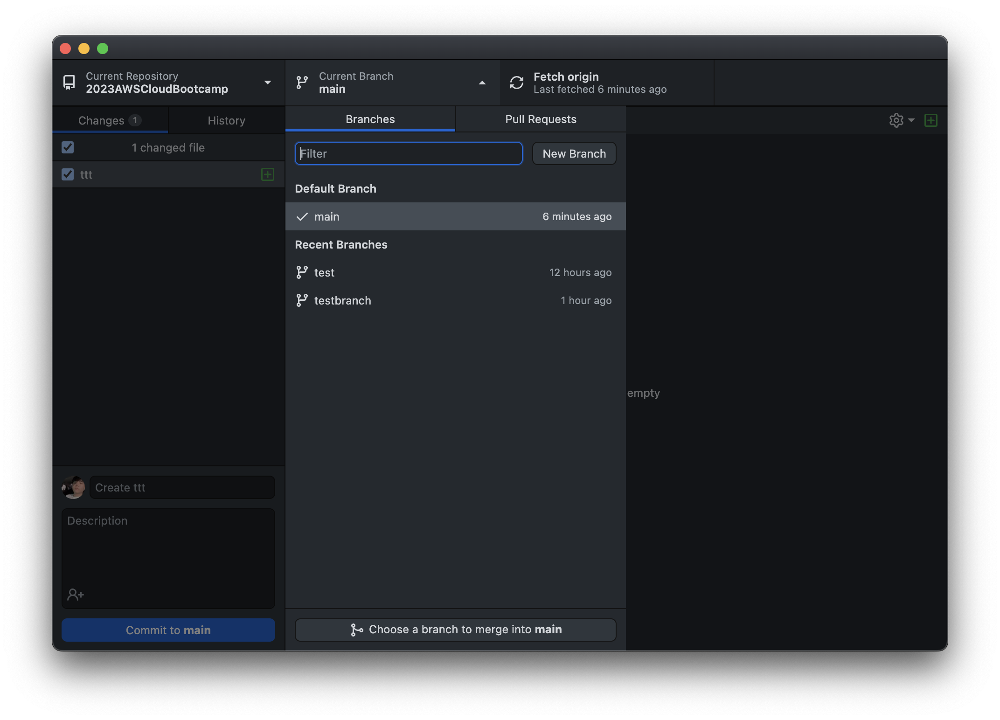 Current Repository
2023AWSCloudBootcamp
Current Branch
main
Fetch origin
Last fetched 6 minutes ago
Changes 1
History
Branches
Pull Requests
1 changed file
Filter
New Branch
ttt
Default Branch
main 6 minutes ago
Recent Branches
test 12 hours ago
testbranch 1 hour ago
empty
Create ttt
Description
Commit to main
Choose a branch to merge into main